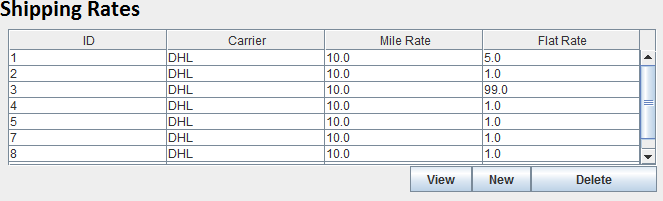 Shipping Rates
ID Carrier Mile Rate Flat Rate
1 DHL 10.0 5.0
2 DHL 10.0 1.0
3 DHL 10.0 99.0
4 DHL 10.0 1.0
5 DHL 10.0 1.0
7 DHL 10.0 1.0
8 DHL 10.0 1.0
View New Delete